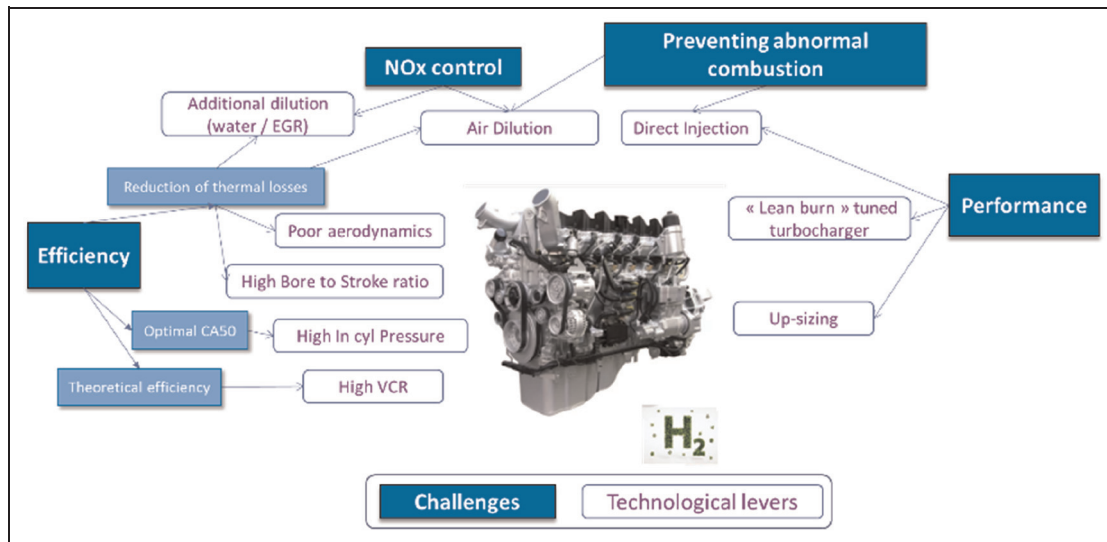 Preventing abnormal
combustion
NOx control
Additional dilution
(water / EGR)
Air Dilution
Direct Injection
Reduction of thermal losses
« Lean burn » tuned
turbocharger
Performance
Poor aerodynamics
Efficiency
High Bore to Stroke ratio
Optimal CA50
High In cyl Pressure
Up-sizing
Theoretical efficiency
High VCR
H2
Challenges
Technological levers